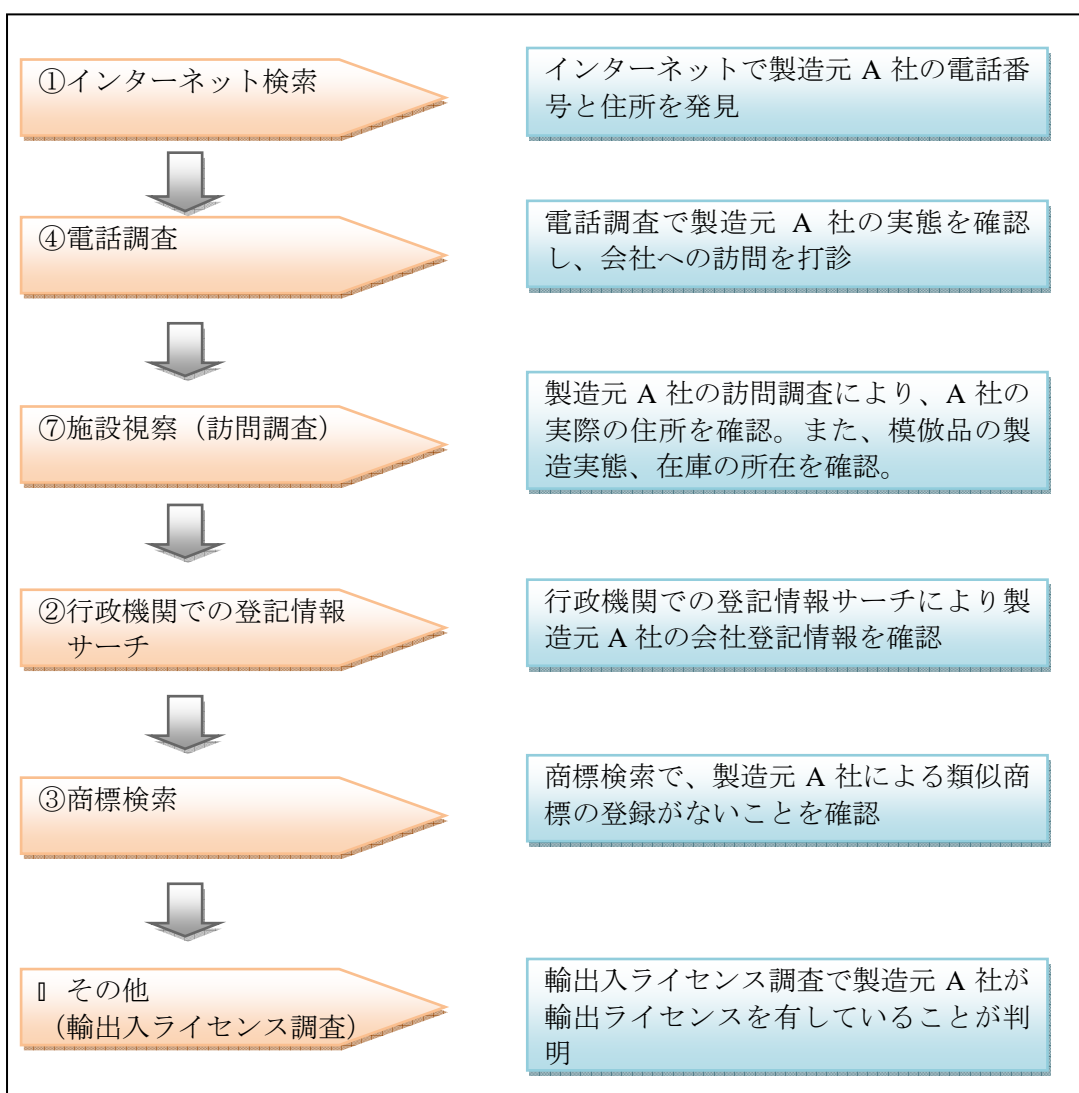 ①インターネット検索
インターネットで製造元 A 社の電話番
号と住所を発見
④電話調査
電話調査で製造元 A 社の実態を確認
し、会社への訪問を打診
⑦施設視察（訪問調査）
製造元 A 社の訪問調査により、A 社の
実際の住所を確認。また、模倣品の製
造実態、在庫の所在を確認。
②行政機関での登記情報
サーチ
行政機関での登記情報サーチにより製
造元 A 社の会社登記情報を確認
③商標検索
商標検索で、製造元 A 社による類似商
標の登録がないことを確認
その他
（輸出入ライセンス調査）
輸出入ライセンス調査で製造元 A 社が
輸出ライセンスを有していることが判
明